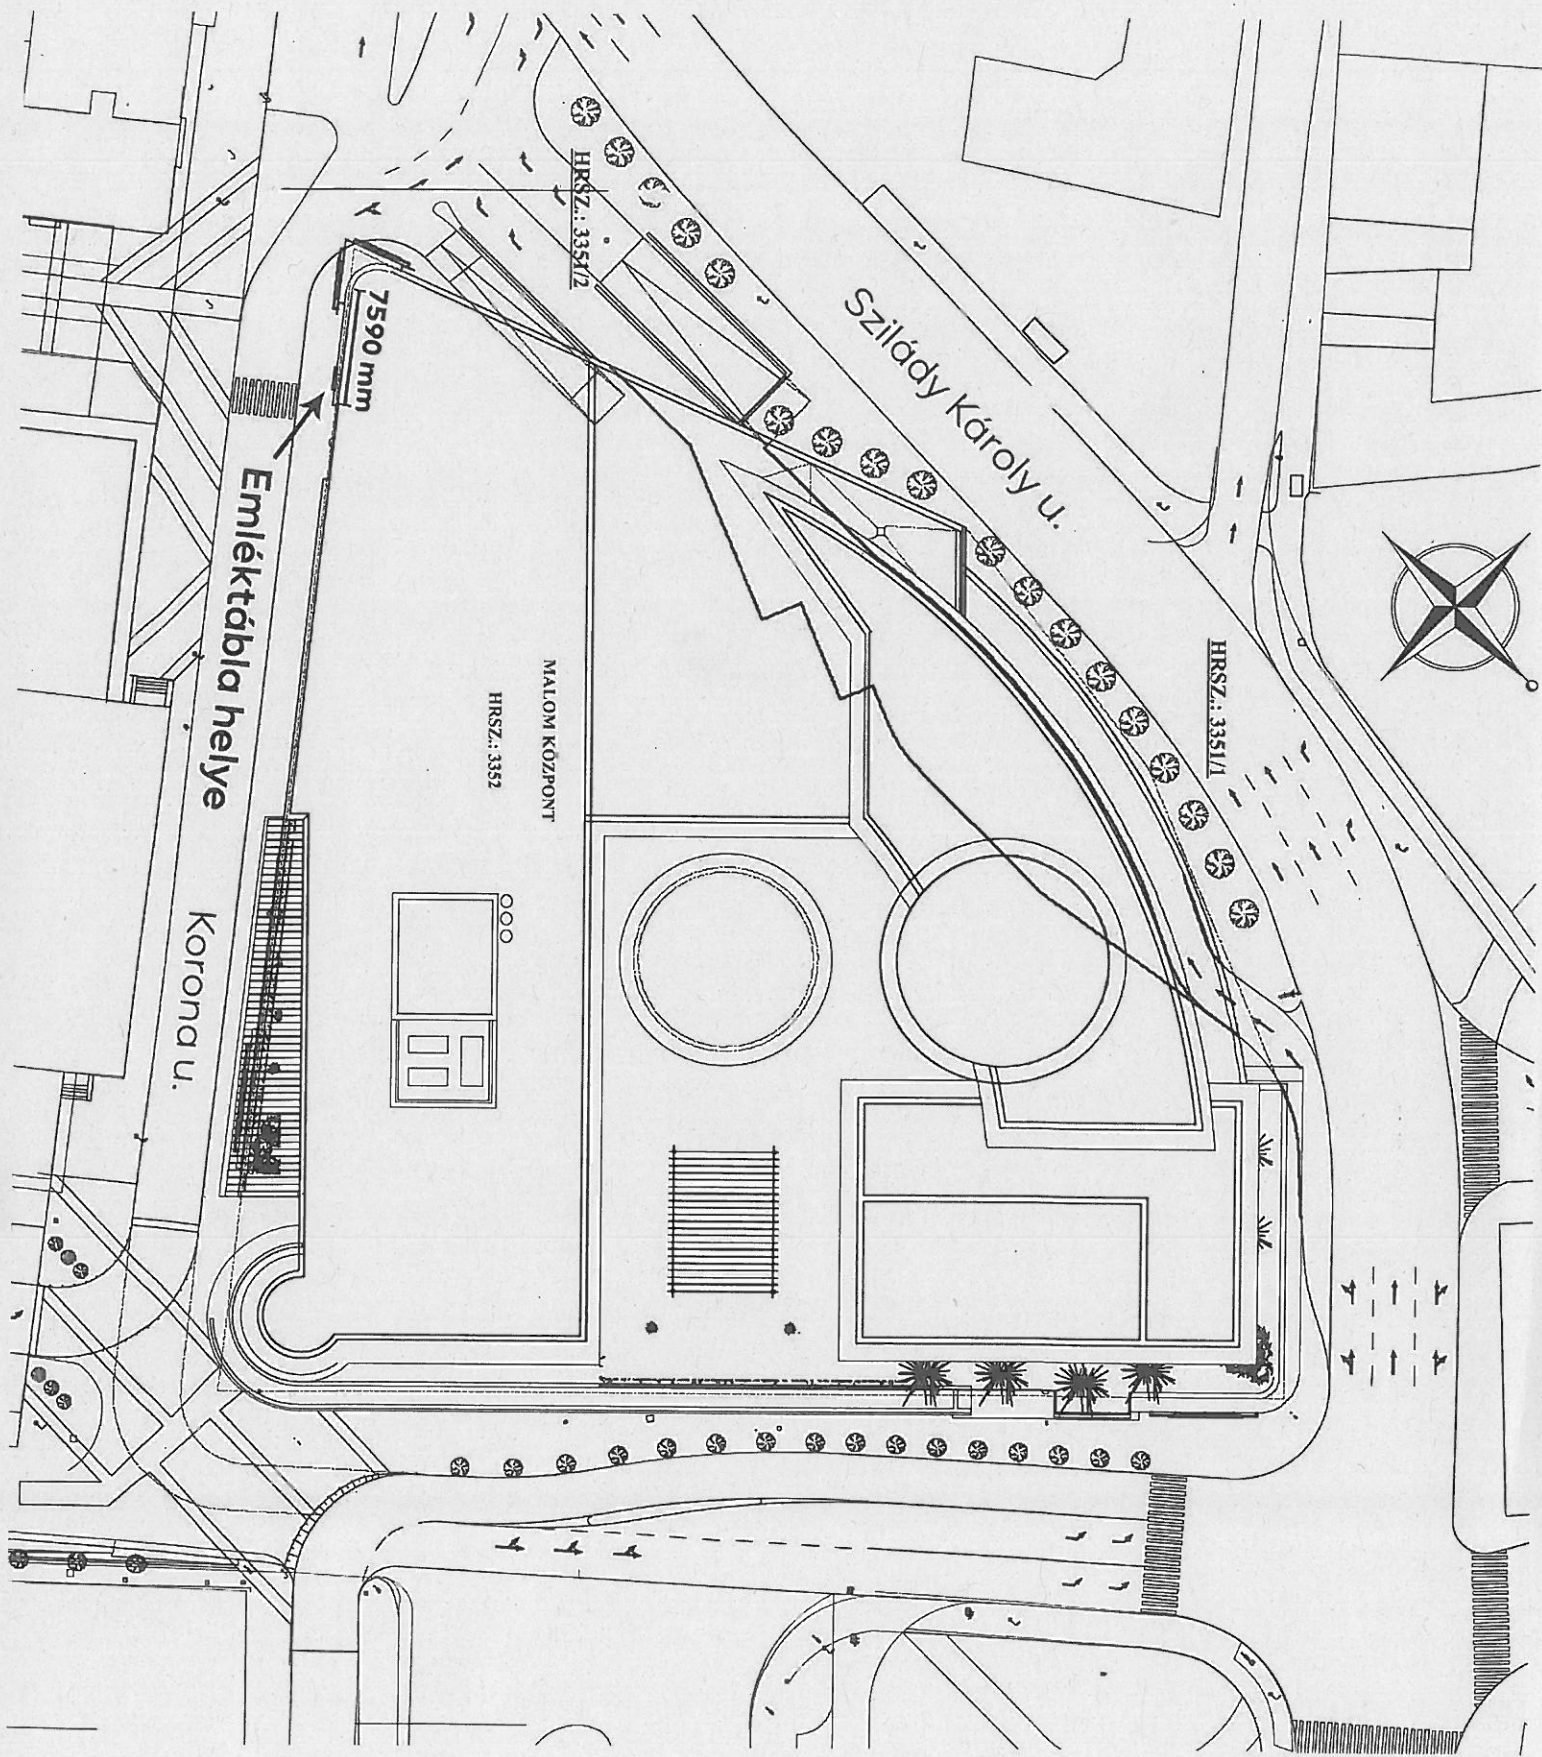 HRSZ.: 3351/2
7590 mm
Szilády Károly u.
Emléktábla helye
HRSZ.: 3351/1
MALOM KÖZPONT
HRSZ.: 3352
Korona u.